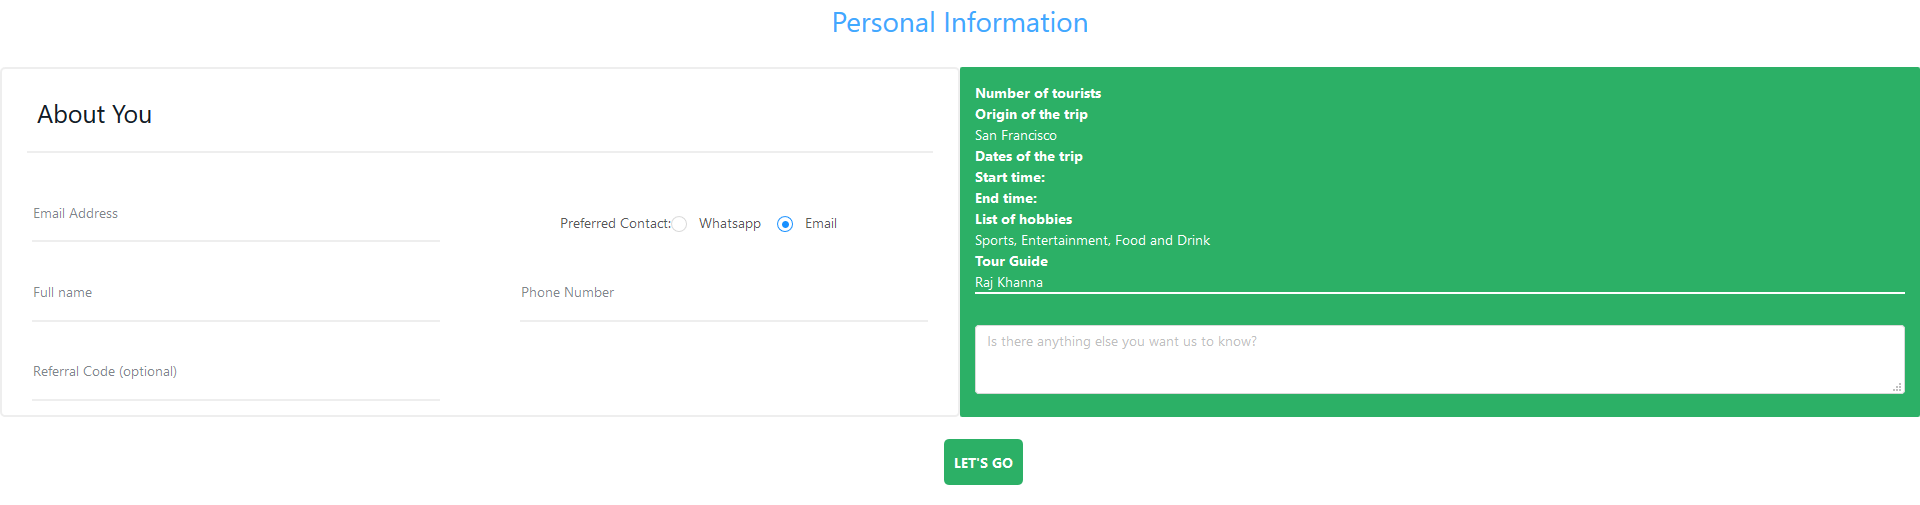 Personal Information
About You
Email Address
Preferred Contact: Whatsapp Email
Full name
Phone Number
Referral Code (optional)
Number of tourists
Origin of the trip
San Francisco
Dates of the trip
Start time:
End time:
List of hobbies
Sports, Entertainment, Food and Drink
Tour Guide
Raj Khanna
Is there anything else you want us to know?
LET'S GO